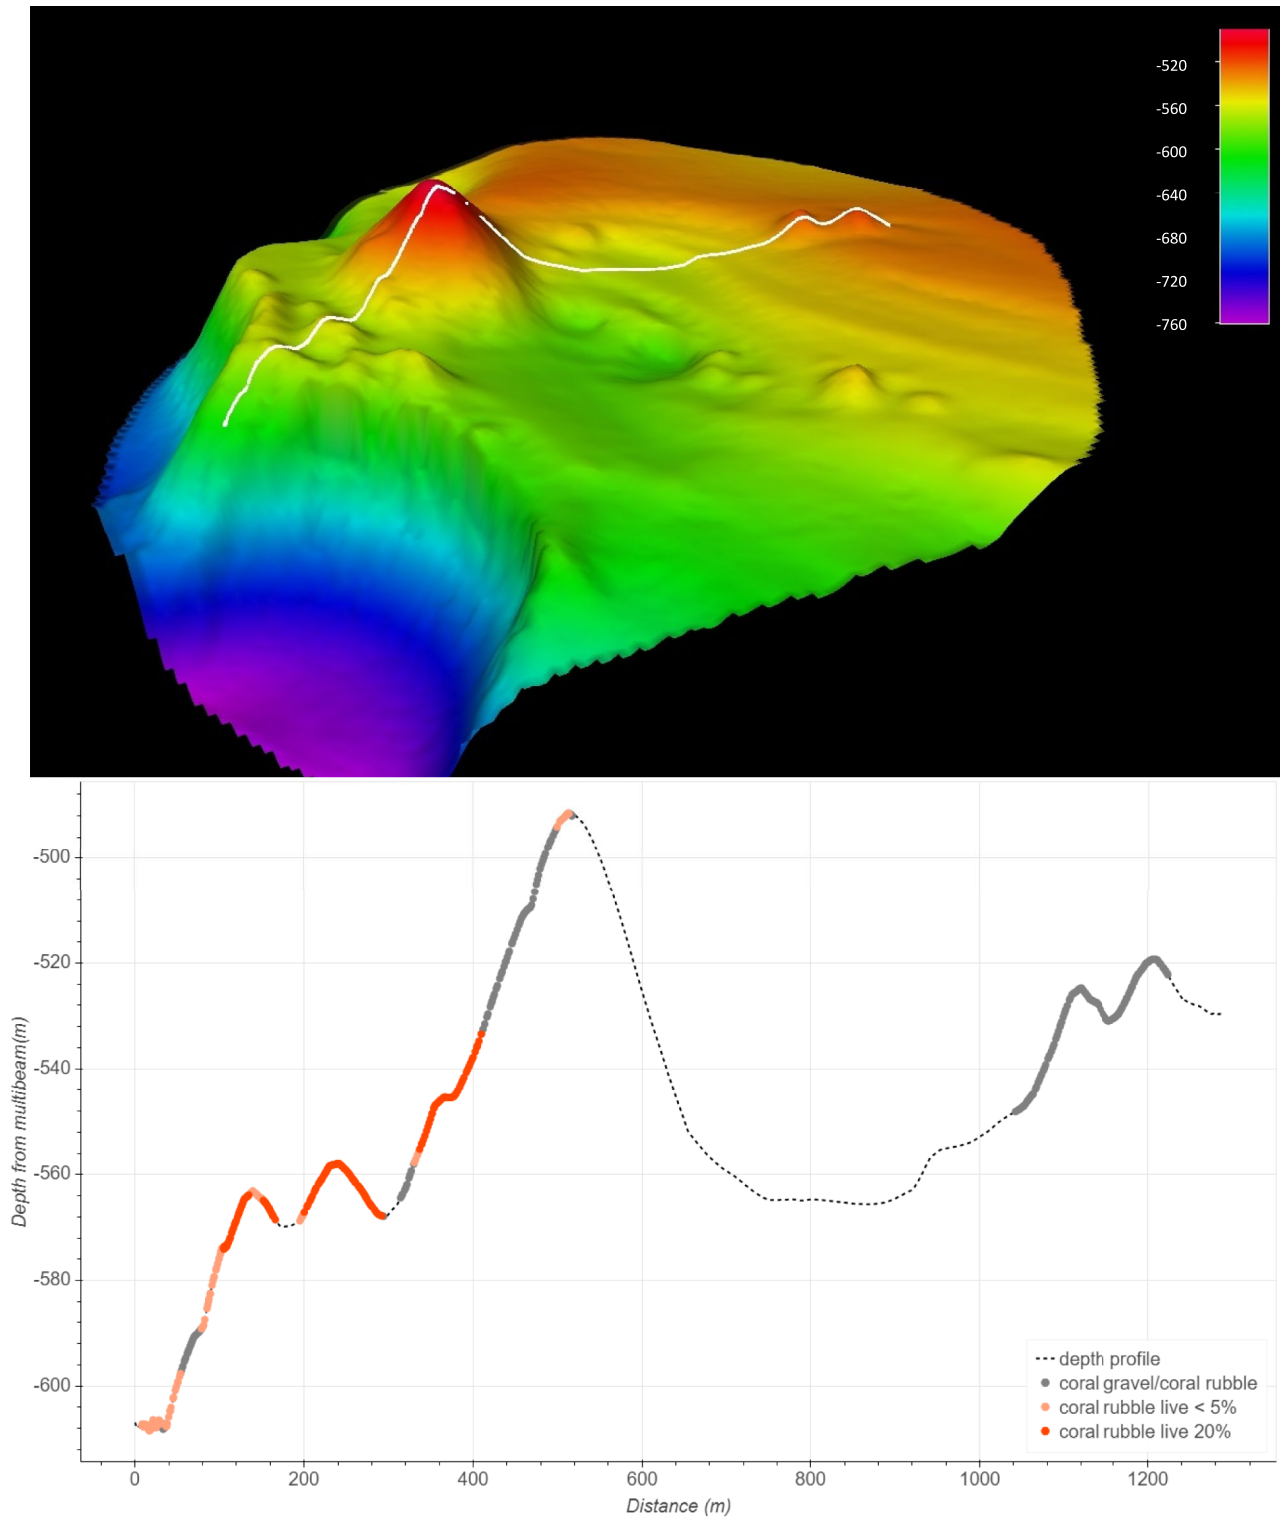 -520
-560
-600
-640
-680
-720
-760
-500
-520
-540
-560
-580
-600
Depth from multibeam(m)
depth profile
coral gravel/coral rubble
coral rubble live < 5%
coral rubble live 20%
0 200 400 600 800 1000 1200
Distance (m)